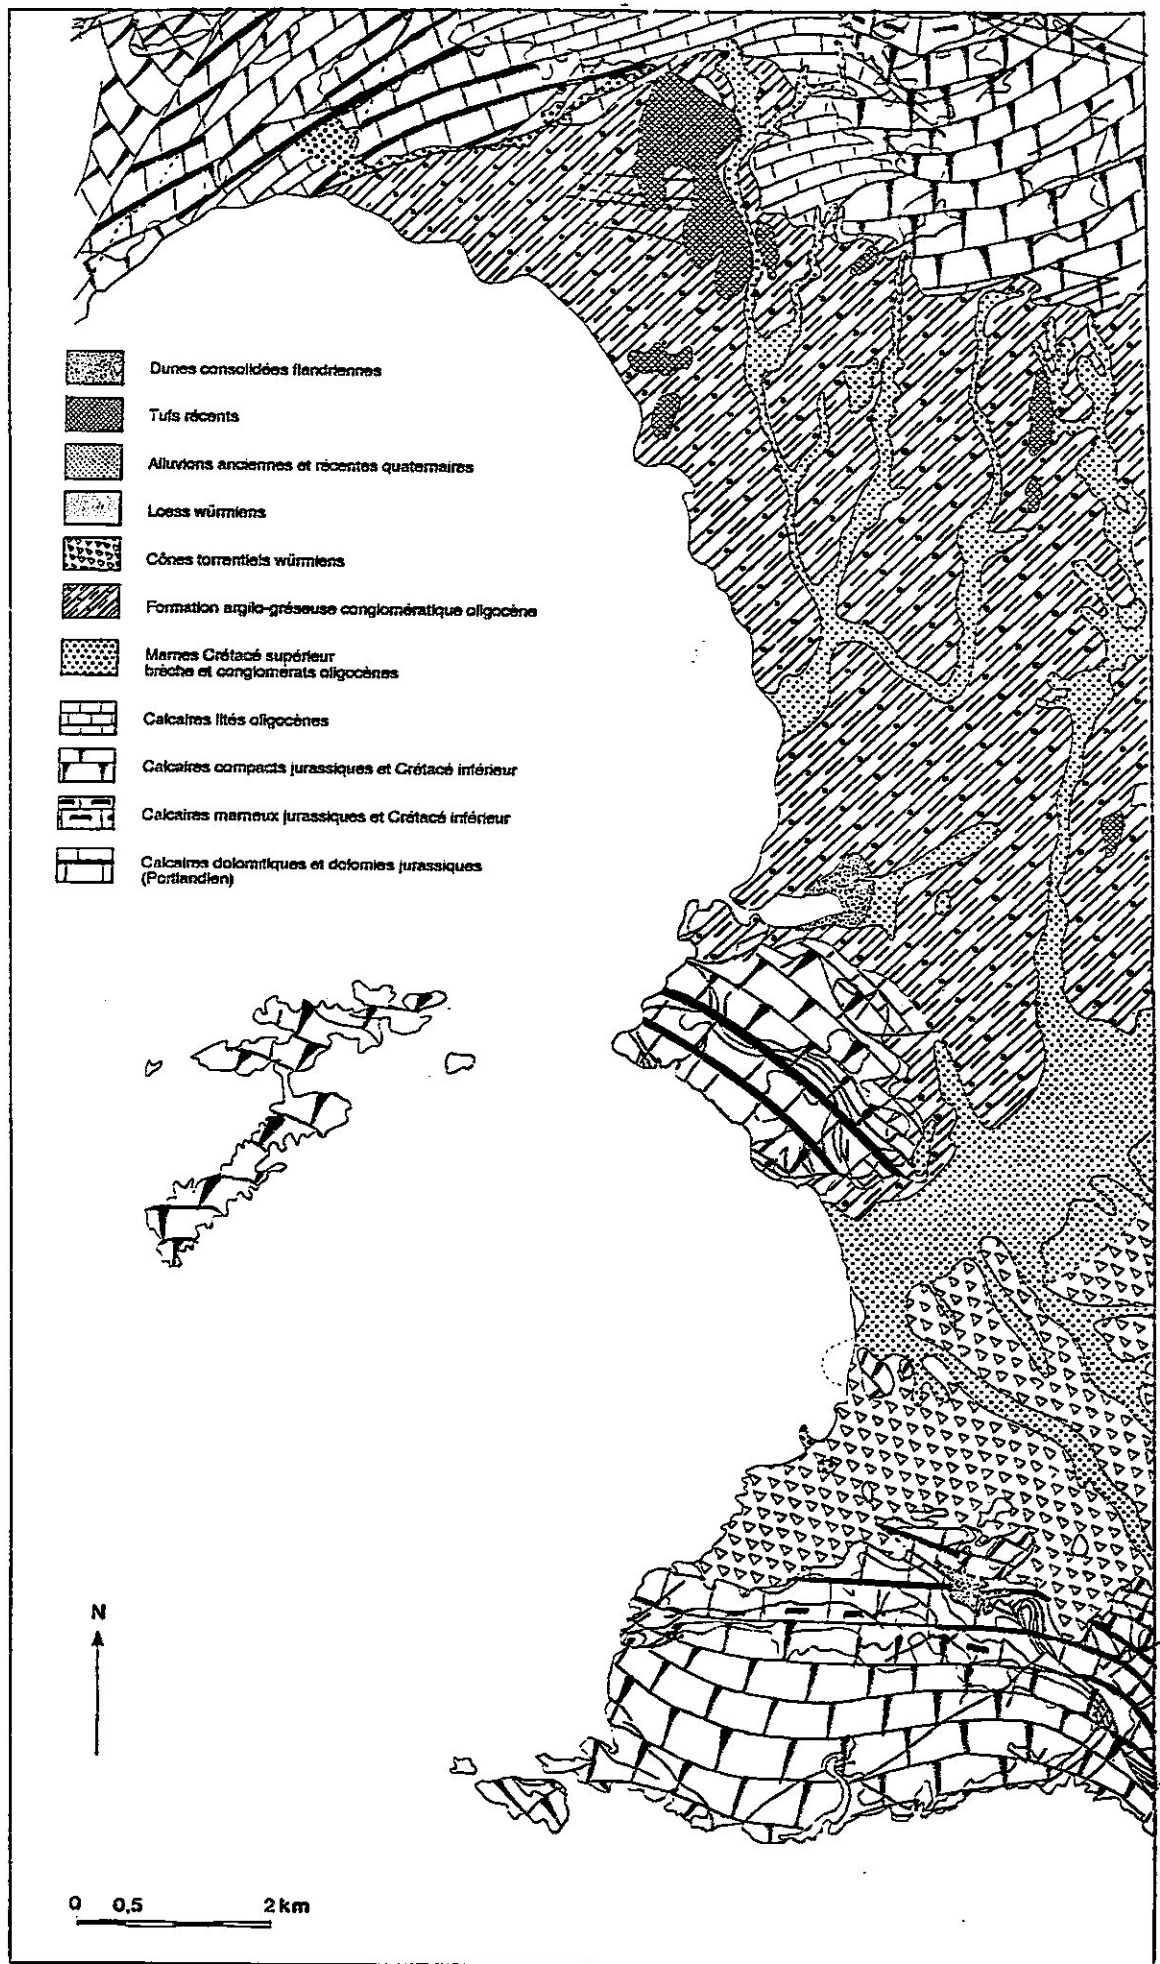 Dunes consolidées flandriennes
Tufs récents
Alluvions anciennes et récentes quaternaires
Loess würmiens
Cônes torrentiels würmiens
Formation argilo-gréseuse conglomératique oligocène
Marnes Crétacé supérieur
brèche et conglomérats oligocènes
Calcaires lités oligocènes
Calcaires compacts jurassiques et Crétacé inférieur
Calcaires marneux jurassiques et Crétacé inférieur
Calcaires dolomitiques et dolomies jurassiques
(Portlandien)
N
0 0,5 2 km